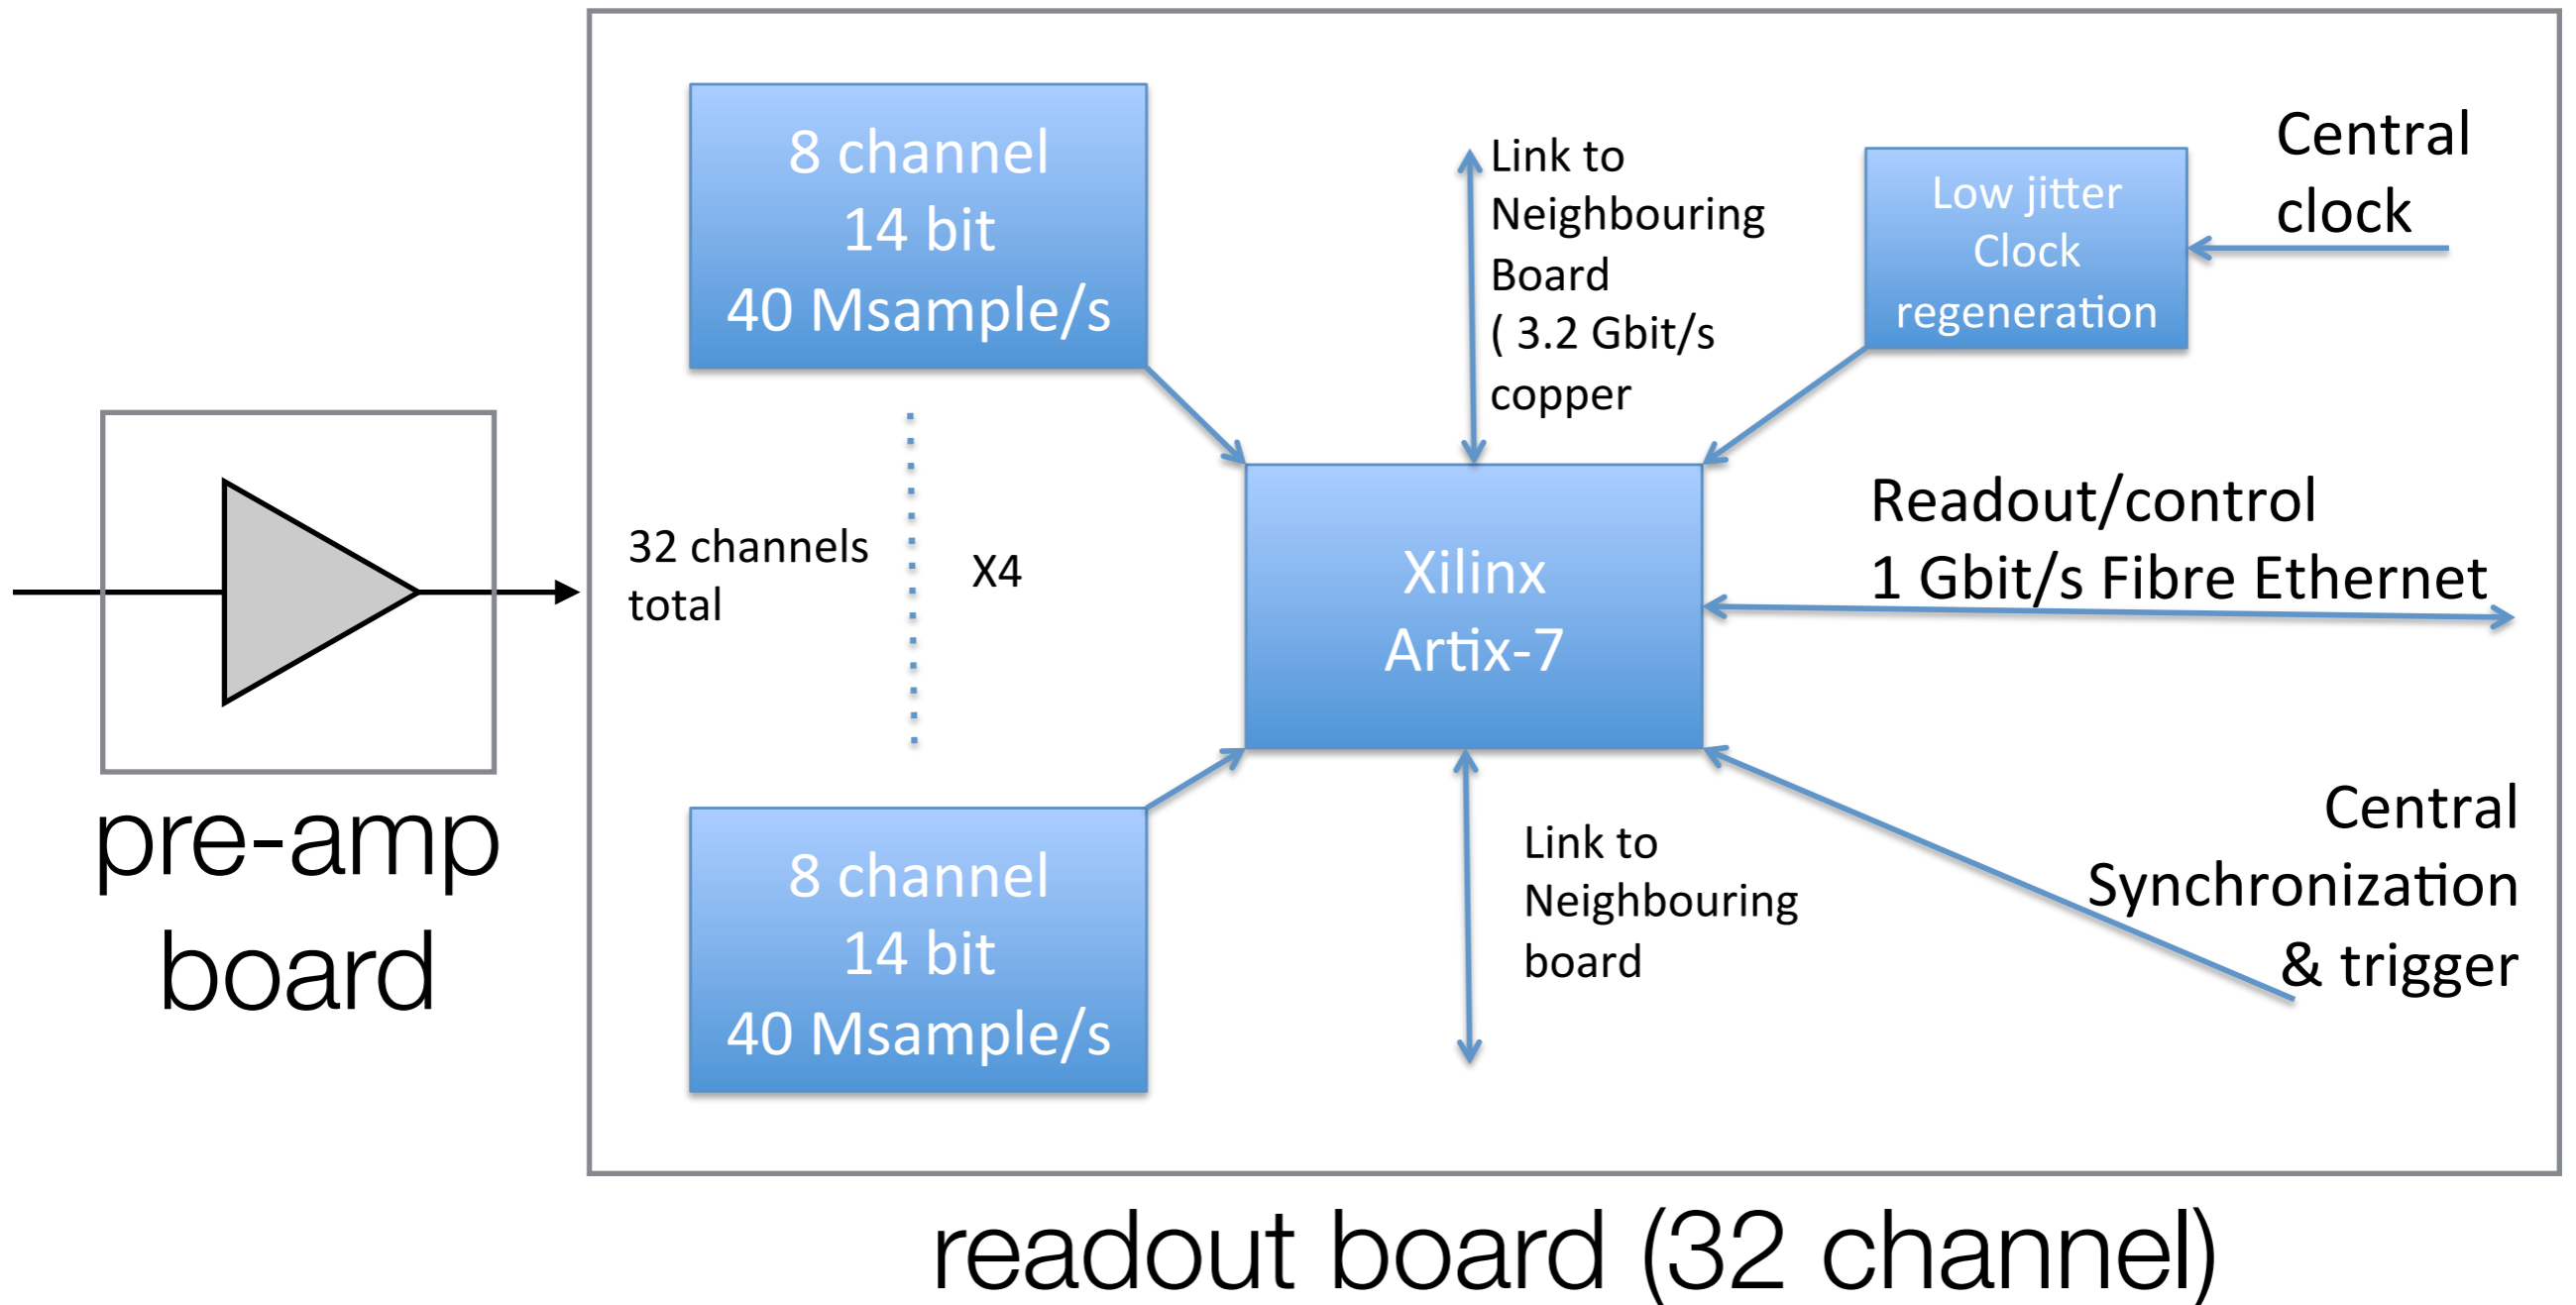 8 channel
14 bit
40 Msample/s
Link to
Neighbouring
Board
( 3.2 Gbit/s
copper
Low jitter
Clock
regeneration
Central
clock
32 channels
total
X4
Xilinx
Artix-7
Readout/control
1 Gbit/s Fibre Ethernet
pre-amp
board
8 channel
14 bit
40 Msample/s
Link to
Neighbouring
board
Central
Synchronization
& trigger
readout board (32 channel)